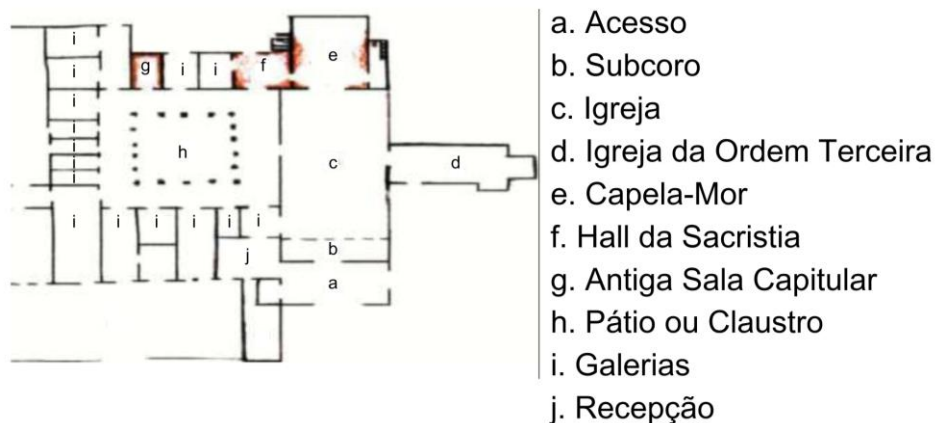 i
i g i i f e
i
i
i
h c d
i
i
i i i i i i
b
j
a
a. Acesso
b. Subcoro
c. Igreja
d. Igreja da Ordem Terceira
e. Capela-Mor
f. Hall da Sacristia
g. Antiga Sala Capitular
h. Pátio ou Claustro
i. Galerias
j. Recepção